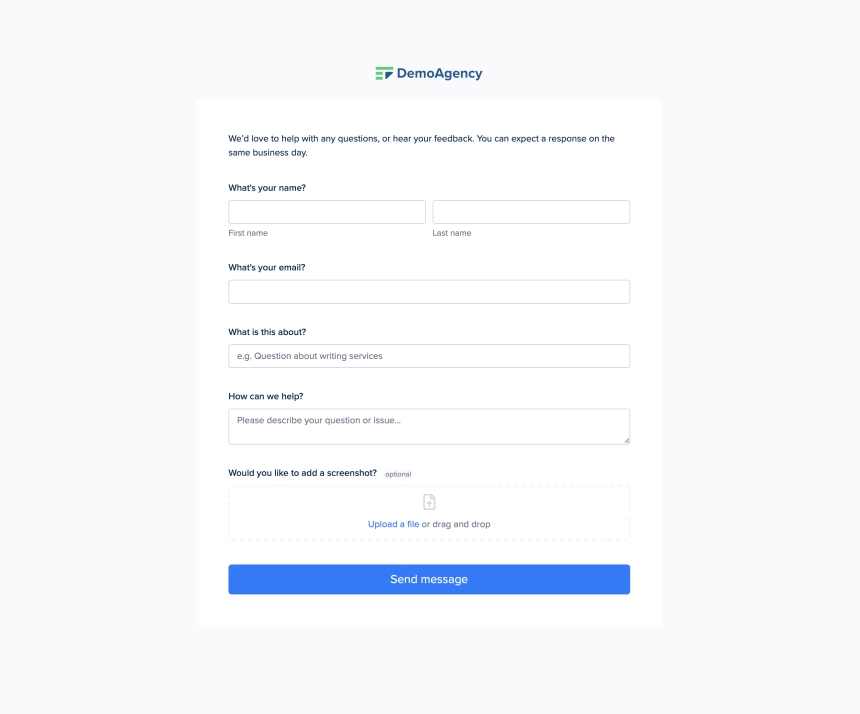 DemoAgency
We'd love to help with any questions, or hear your feedback. You can expect a response on the
same business day.
What's your name?
First name
Last name
What's your email?
What is this about?
e.g. Question about writing services
How can we help?
Please describe your question or issue...
Would you like to add a screenshot? optional
Upload a file or drag and drop
Send message